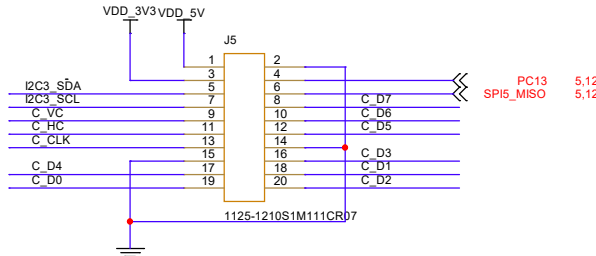 VDD_3V3 VDD_5V
J5
1 2
3 4 PC13 5,12
I2C3_SDA 5 6 SPI5_MISO 5,12
I2C3_SCL 7 8 C_D7
C_VC 9 10 C_D6
C_HC 11 12 C_D5
C_CLK 13 14
15 16 C_D3
C_D4 17 18 C_D1
C_D0 19 20 C_D2
1125-1210S1M111CR07